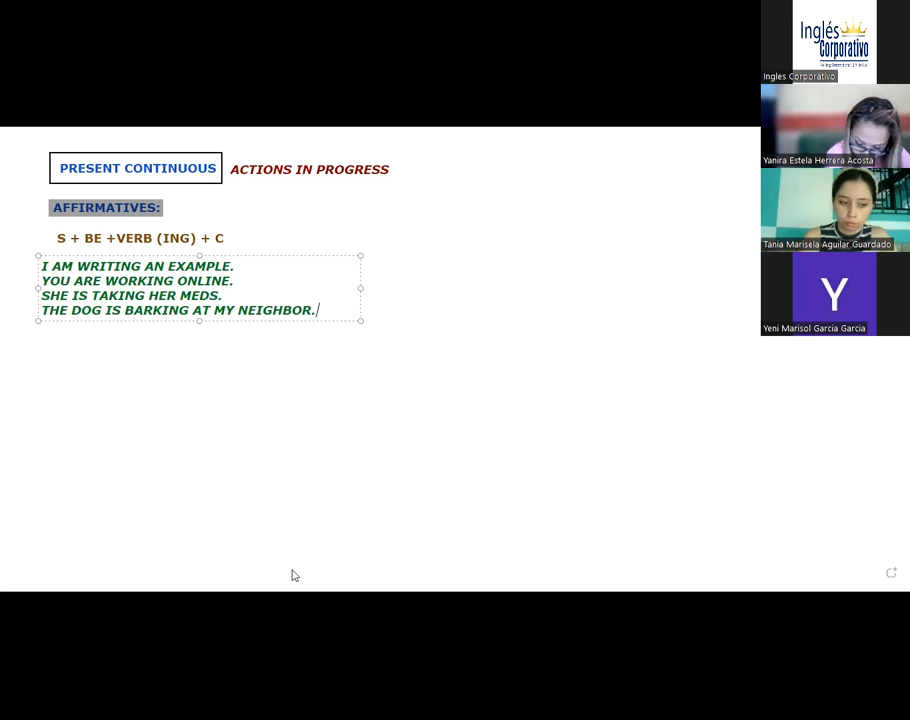 PRESENT CONTINUOUS
ACTIONS IN PROGRESS
AFFIRMATIVES:
S + BE +VERB (ING) + C
I AM WRITING AN EXAMPLE.
YOU ARE WORKING ONLINE.
SHE IS TAKING HER MEDS.
THE DOG IS BARKING AT MY NEIGHBOR.
Inglés
Corporativo
Ingles Corporativo
Yanira Estela Herrera Acosta
Tania Marisela Aguilar Guardado
Y
Yeni Marisol Garcia Garcia